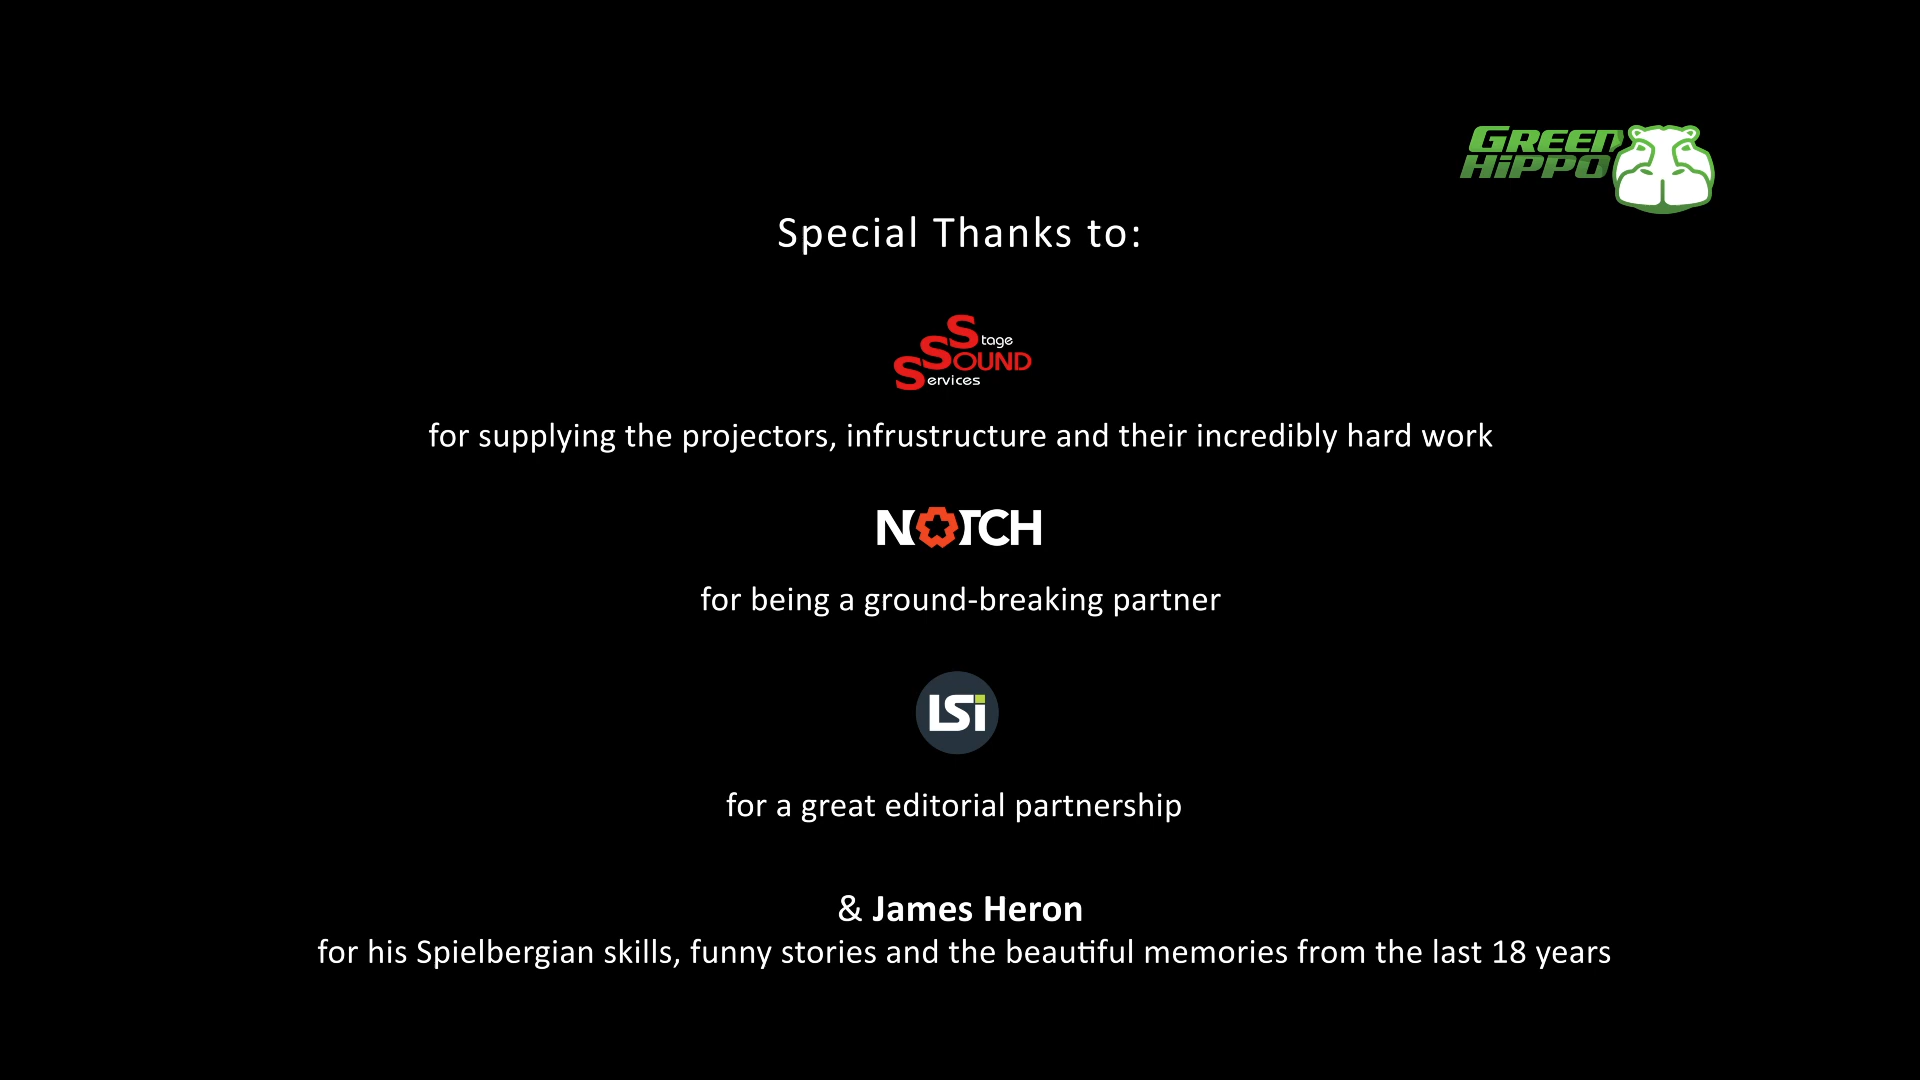 GREEN
HiPPO
Special Thanks to:
Stage
SOUND
Services
for supplying the projectors, infrustructure and their incredibly hard work
NOTCH
for being a ground-breaking partner
LSi
for a great editorial partnership
& James Heron
for his Spielbergian skills, funny stories and the beautiful memories from the last 18 years